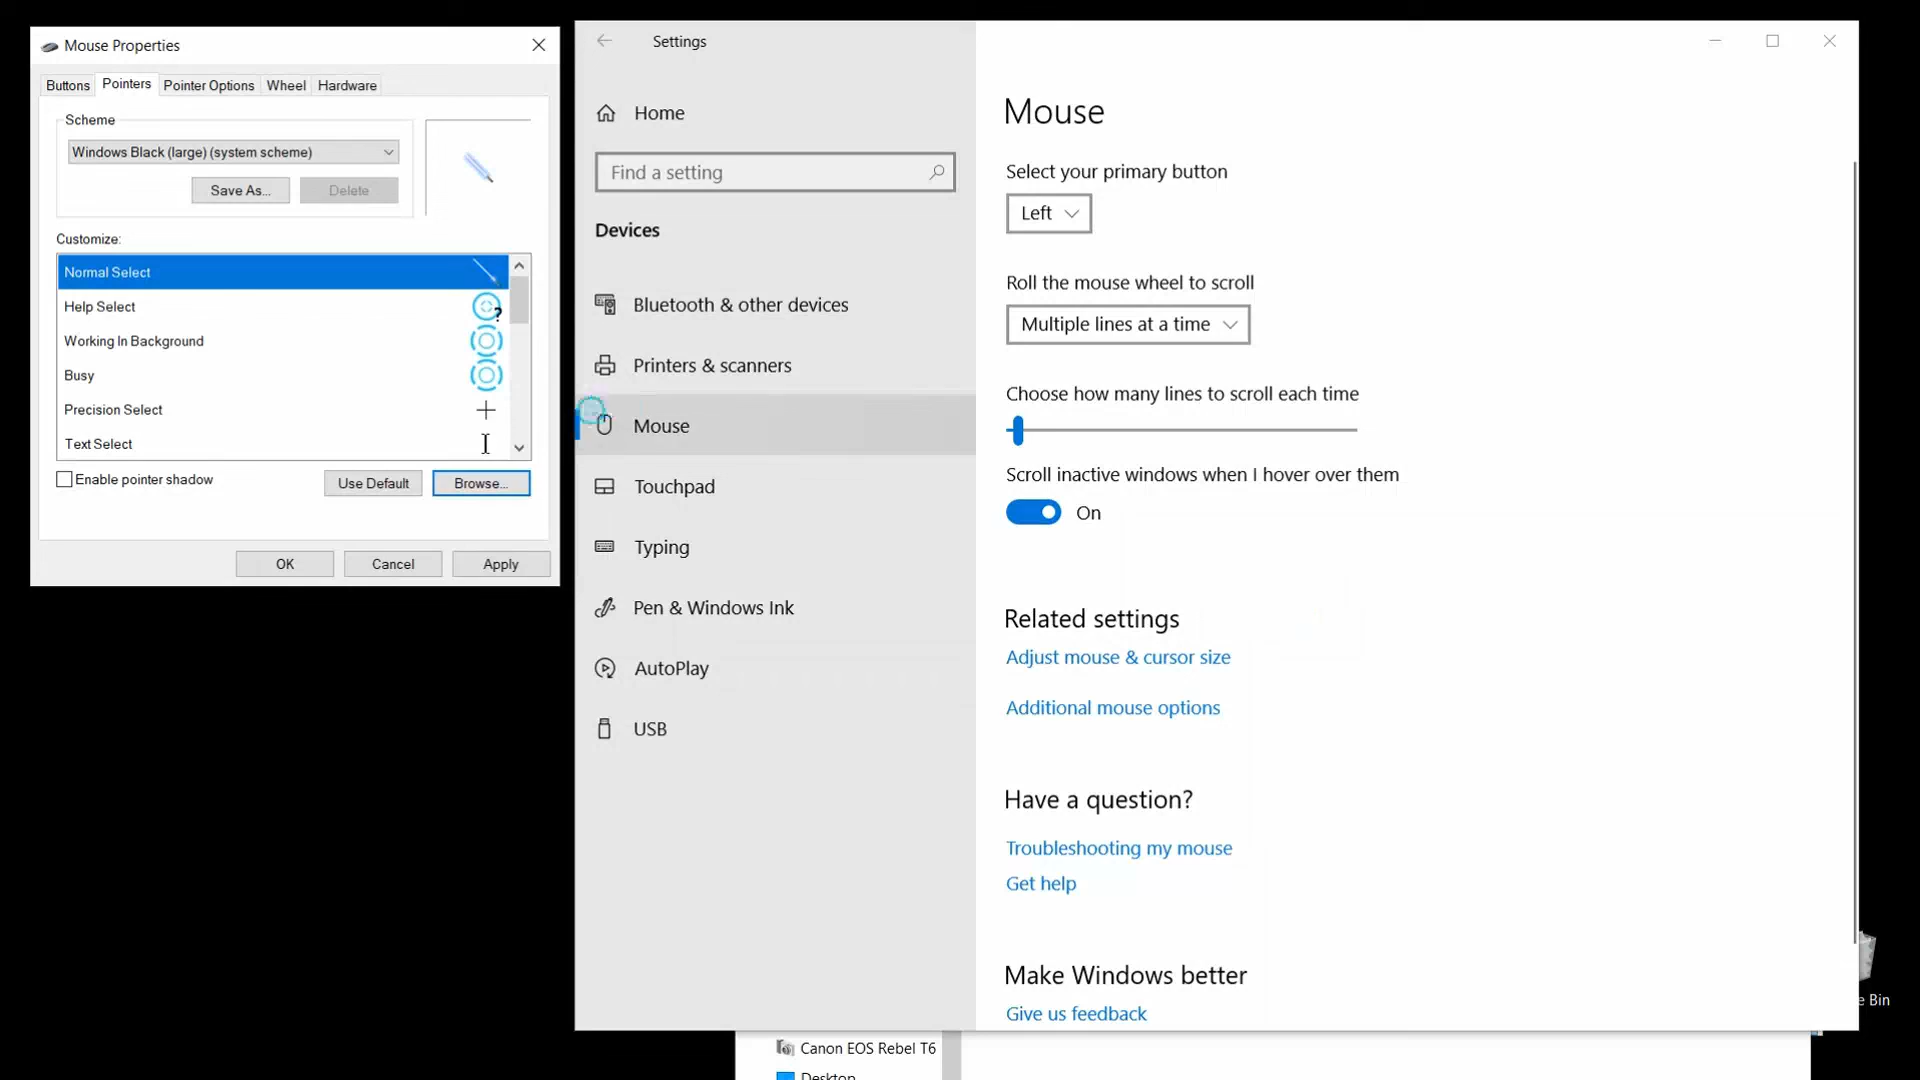 Mouse Properties
Buttons
Pointers
Pointer Options
Wheel
Hardware
Scheme
Windows Black (large) (system scheme)
Save As...
Delete
Customize:
Normal Select
Help Select
Working In Background
Busy
Precision Select
Text Select
Enable pointer shadow
Use Default
Browse...
OK
Cancel
Apply
Settings
Home
Find a setting
Devices
Bluetooth & other devices
Printers & scanners
Mouse
Touchpad
Typing
Pen & Windows Ink
AutoPlay
USB
Mouse
Select your primary button
Left
Roll the mouse wheel to scroll
Multiple lines at a time
Choose how many lines to scroll each time
Scroll inactive windows when I hover over them
On
Related settings
Adjust mouse & cursor size
Additional mouse options
Have a question?
Troubleshooting my mouse
Get help
Make Windows better
Give us feedback
e Bin
Canon EOS Rebel T6
Desktop